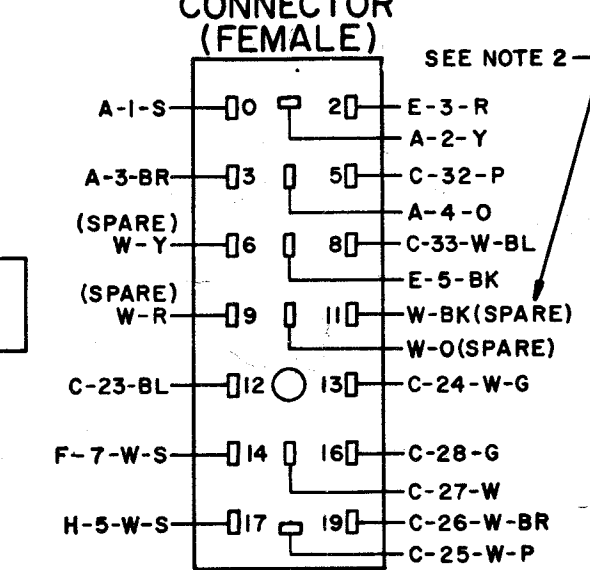 CONNECTOR
(FEMALE)
SEE NOTE 2
A-1-S 0 2 E-3-R
A-2-Y
A-3-BR 3 5 C-32-P
A-4-O
(SPARE)
W-Y 6 8 C-33-W-BL
E-5-BK
(SPARE)
W-R 9 11 W-BK(SPARE)
W-O(SPARE)
C-23-BL 12 13 C-24-W-G
F-7-W-S 14 16 C-28-G
C-27-W
H-5-W-S 17 19 C-26-W-BR
C-25-W-P